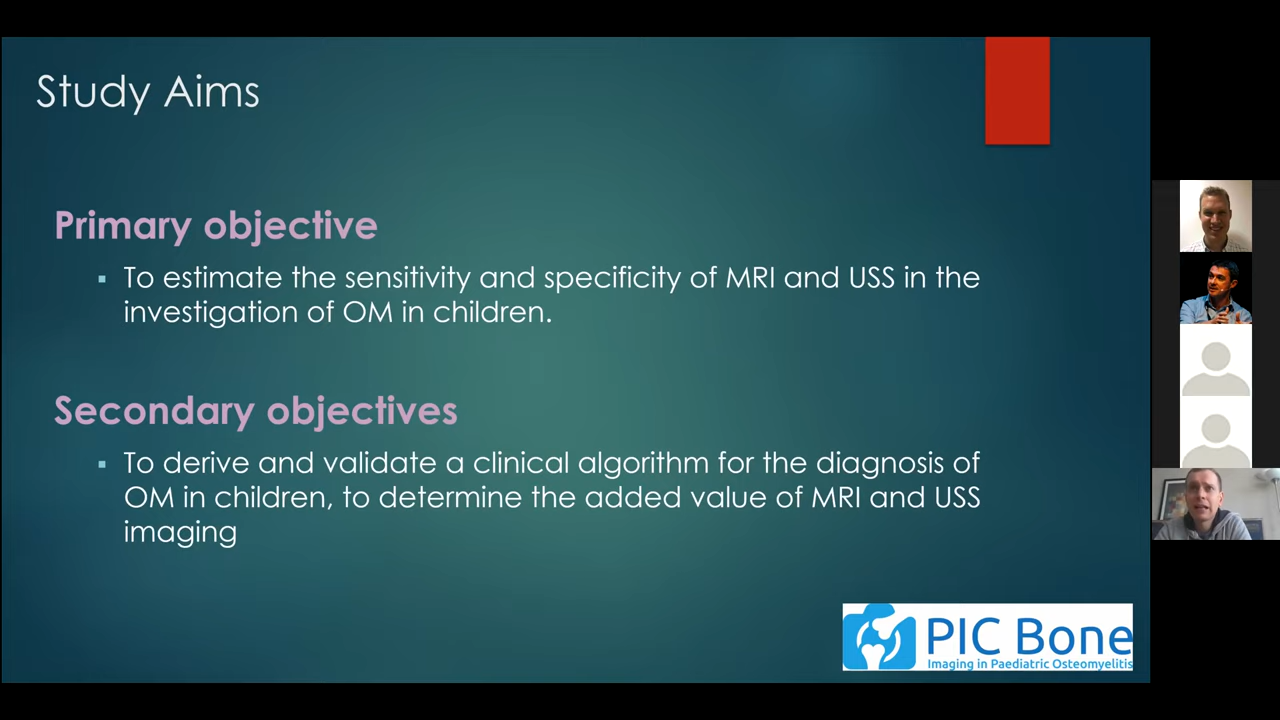 Study Aims
Primary objective
To estimate the sensitivity and specificity of MRI and USS in the
investigation of OM in children.
Secondary objectives
To derive and validate a clinical algorithm for the diagnosis of
OM in children, to determine the added value of MRI and USS
imaging
PIC Bone
Imaging in Paediatric Osteomyelitis